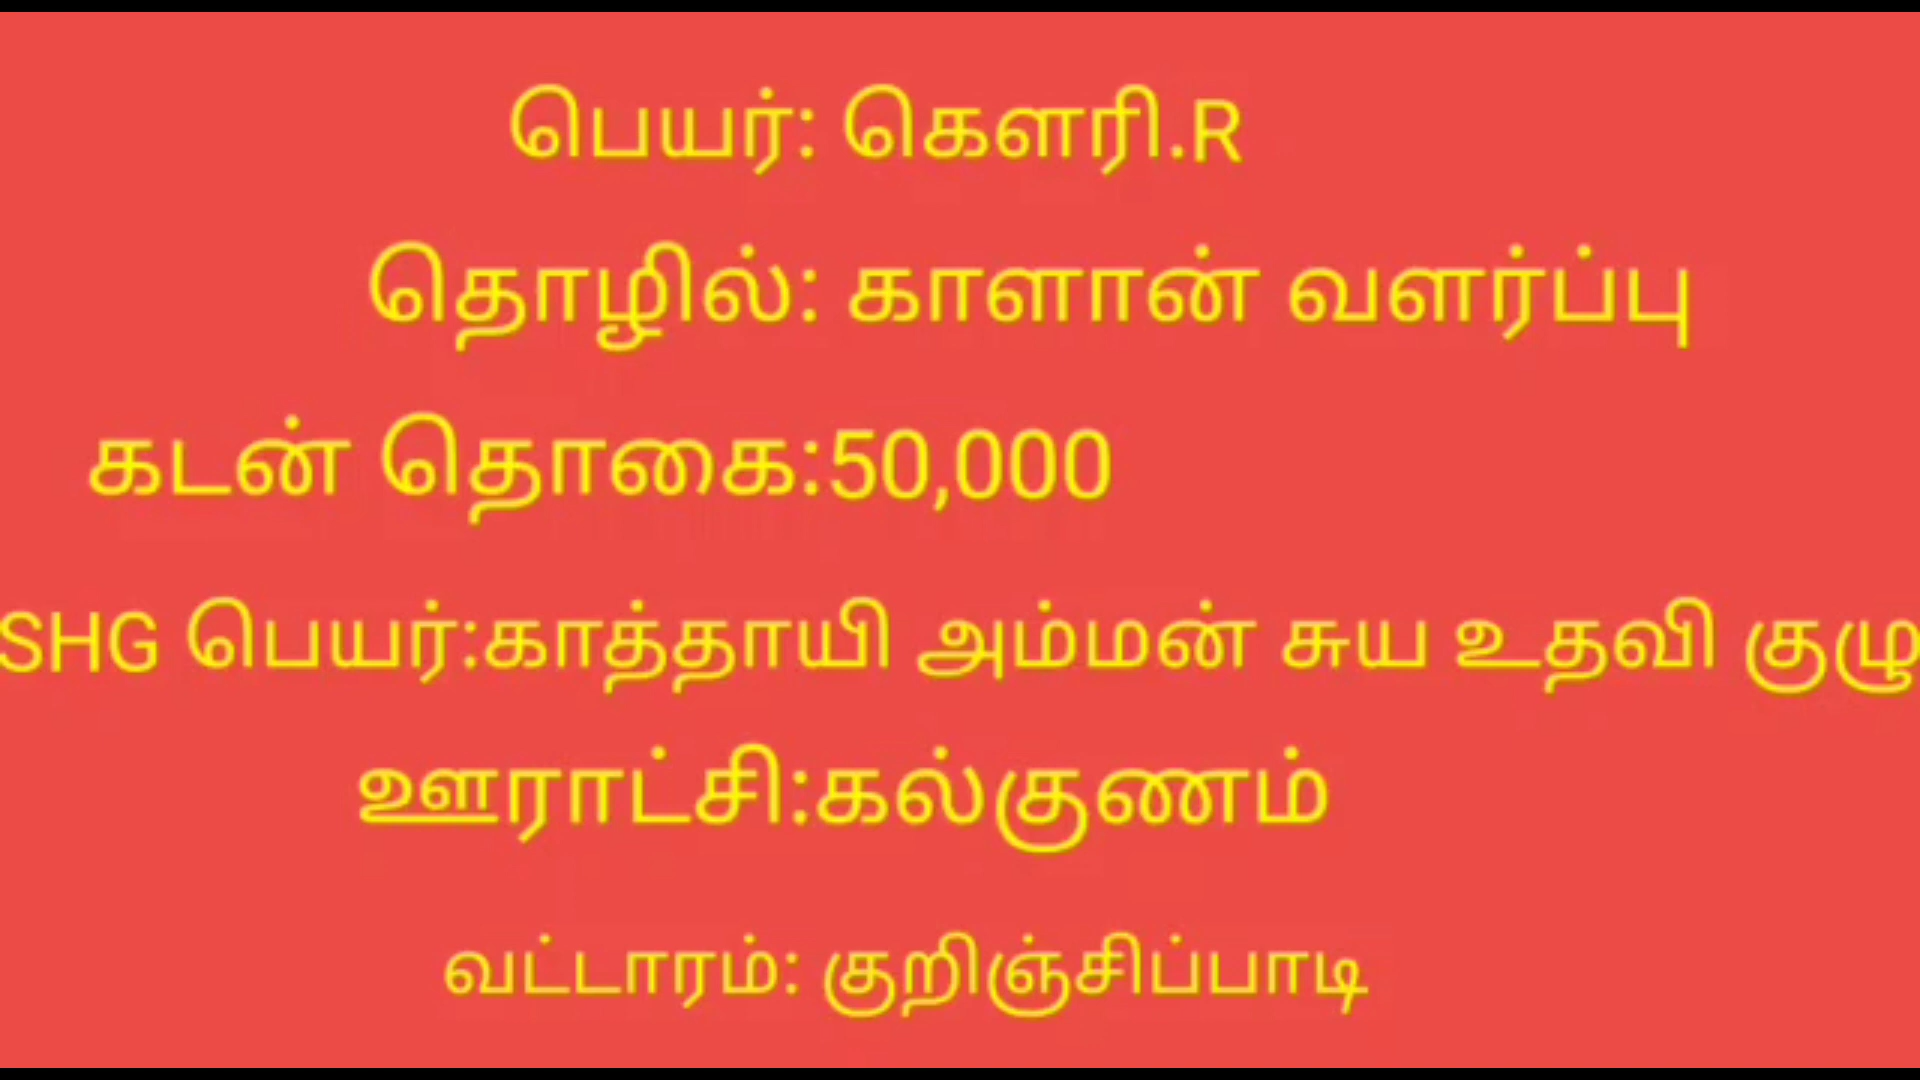 பெயர்: கௌரி.R
தொழில்: காளான் வளர்ப்பு
கடன் தொகை:50,000
SHG பெயர்:காத்தாயி அம்மன் சுய உதவி குழு
ஊராட்சி:கல்குணம்
வட்டாரம்: குறிஞ்சிப்பாடி